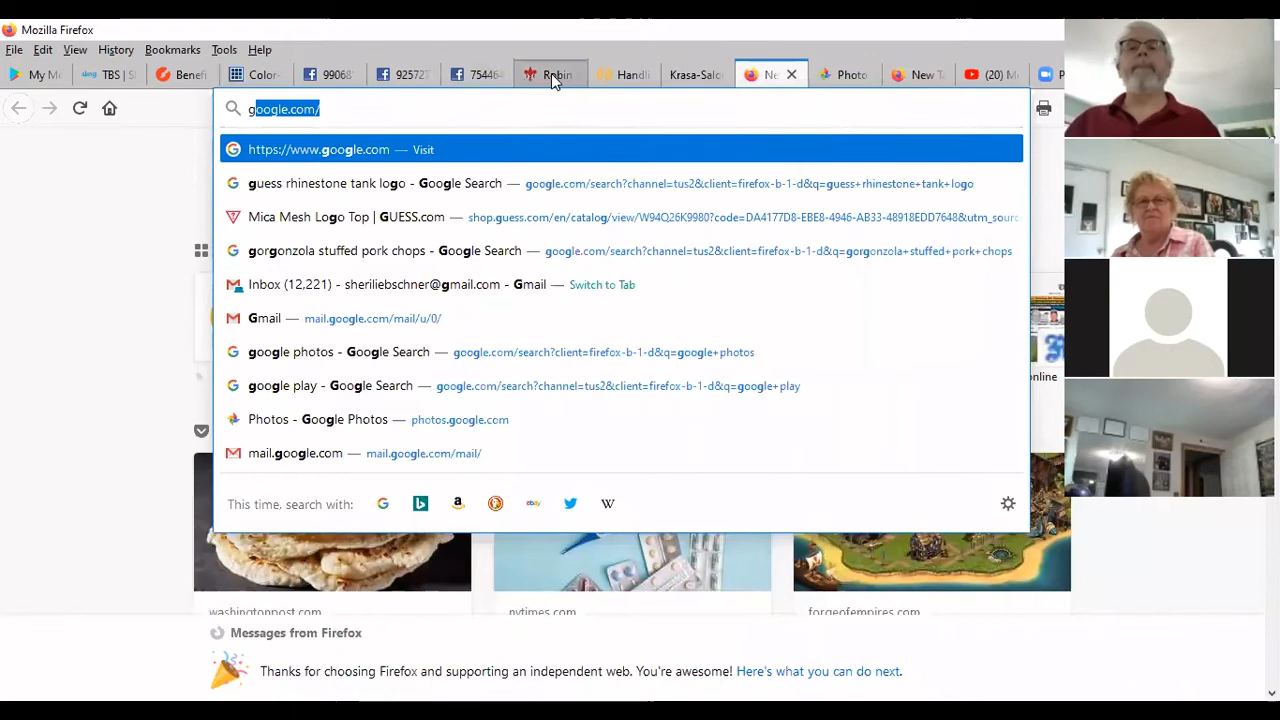 Mozilla Firefox
File Edit View History Bookmarks Tools Help
My M TBS | S Benefi Color- 99068 92572 75446 Robin Handli Krasa-Salo Ne Photo New T (20) M P
google.com/
https://www.google.com — Visit
guess rhinestone tank logo - Google Search — google.com/search?channel=tus2&client=firefox-b-1-d&q=guess+rhinestone+tank+logo
Mica Mesh Logo Top | GUESS.com — shop.guess.com/en/catalog/view/W94Q26K9980?code=DA4177D8-EBE8-4946-AB33-48918EDD7648&utm_sourc
gorgonzola stuffed pork chops - Google Search — google.com/search?channel=tus2&client=firefox-b-1-d&q=gorgonzola+stuffed+pork+chops
Inbox (12,221) - sheriliebschner@gmail.com - Gmail — Switch to Tab
Gmail — mail.google.com/mail/u/0/
google photos - Google Search — google.com/search?client=firefox-b-1-d&q=google+photos
google play - Google Search — google.com/search?channel=tus2&client=firefox-b-1-d&q=google+play
online
Photos - Google Photos — photos.google.com
mail.google.com — mail.google.com/mail/
This time, search with:
washingtonpost.com nytimes.com forgeofempires.com
Messages from Firefox
Thanks for choosing Firefox and supporting an independent web. You're awesome! Here's what you can do next.